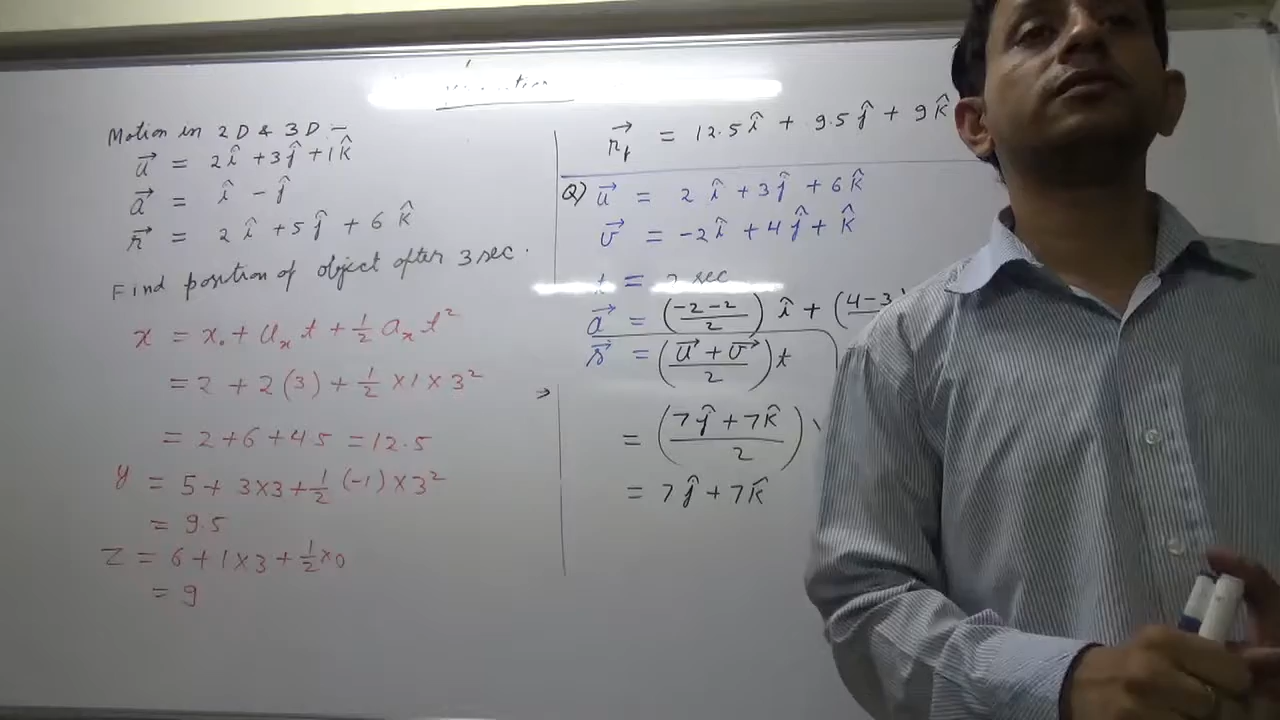 Motion in 2D & 3D –
u⃗ = 2î + 3ĵ + 1k̂
a⃗ = î - ĵ
r⃗ = 2î + 5ĵ + 6k̂
Find position of object after 3 sec.
x = x₀ + uₓt + 1/2 aₓt²
= 2 + 2(3) + 1/2 × 1 × 3²
= 2 + 6 + 4.5 = 12.5
y = 5 + 3×3 + 1/2 (-1) × 3²
= 9.5
Z = 6 + 1×3 + 1/2 ×0
= 9
r⃗f = 12.5î + 9.5ĵ + 9k̂
Q) u⃗ = 2î + 3ĵ + 6k̂
v⃗ = -2î + 4ĵ + k̂
t = sec
a⃗ = ((-2-2)/2) î + (4-3
s⃗ = ((u⃗ + v⃗)/2)t
⇒
= ((7ĵ + 7k̂)/2)
= 7ĵ + 7k̂